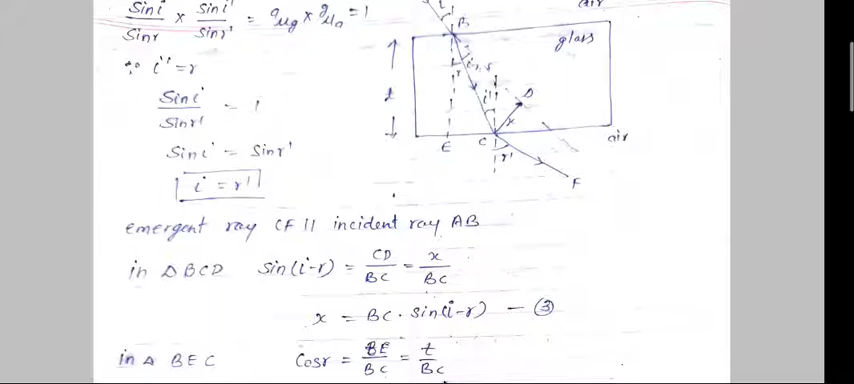 Sin i / Sin r × Sin i' / Sin r' = aμg × gμa = 1
∵ i' = r
Sin i / Sin r' = 1
Sin i = Sin r'
i = r'
emergent ray CF || incident ray AB
in Δ BCD Sin(i-r) = CD / BC = x / BC
x = BC · Sin(i-r) — ③
in Δ BEC Cos r = BE / BC = t / BC
air
B
glass
i-r
r
t
i'
D
x
E
C
air
r'
F